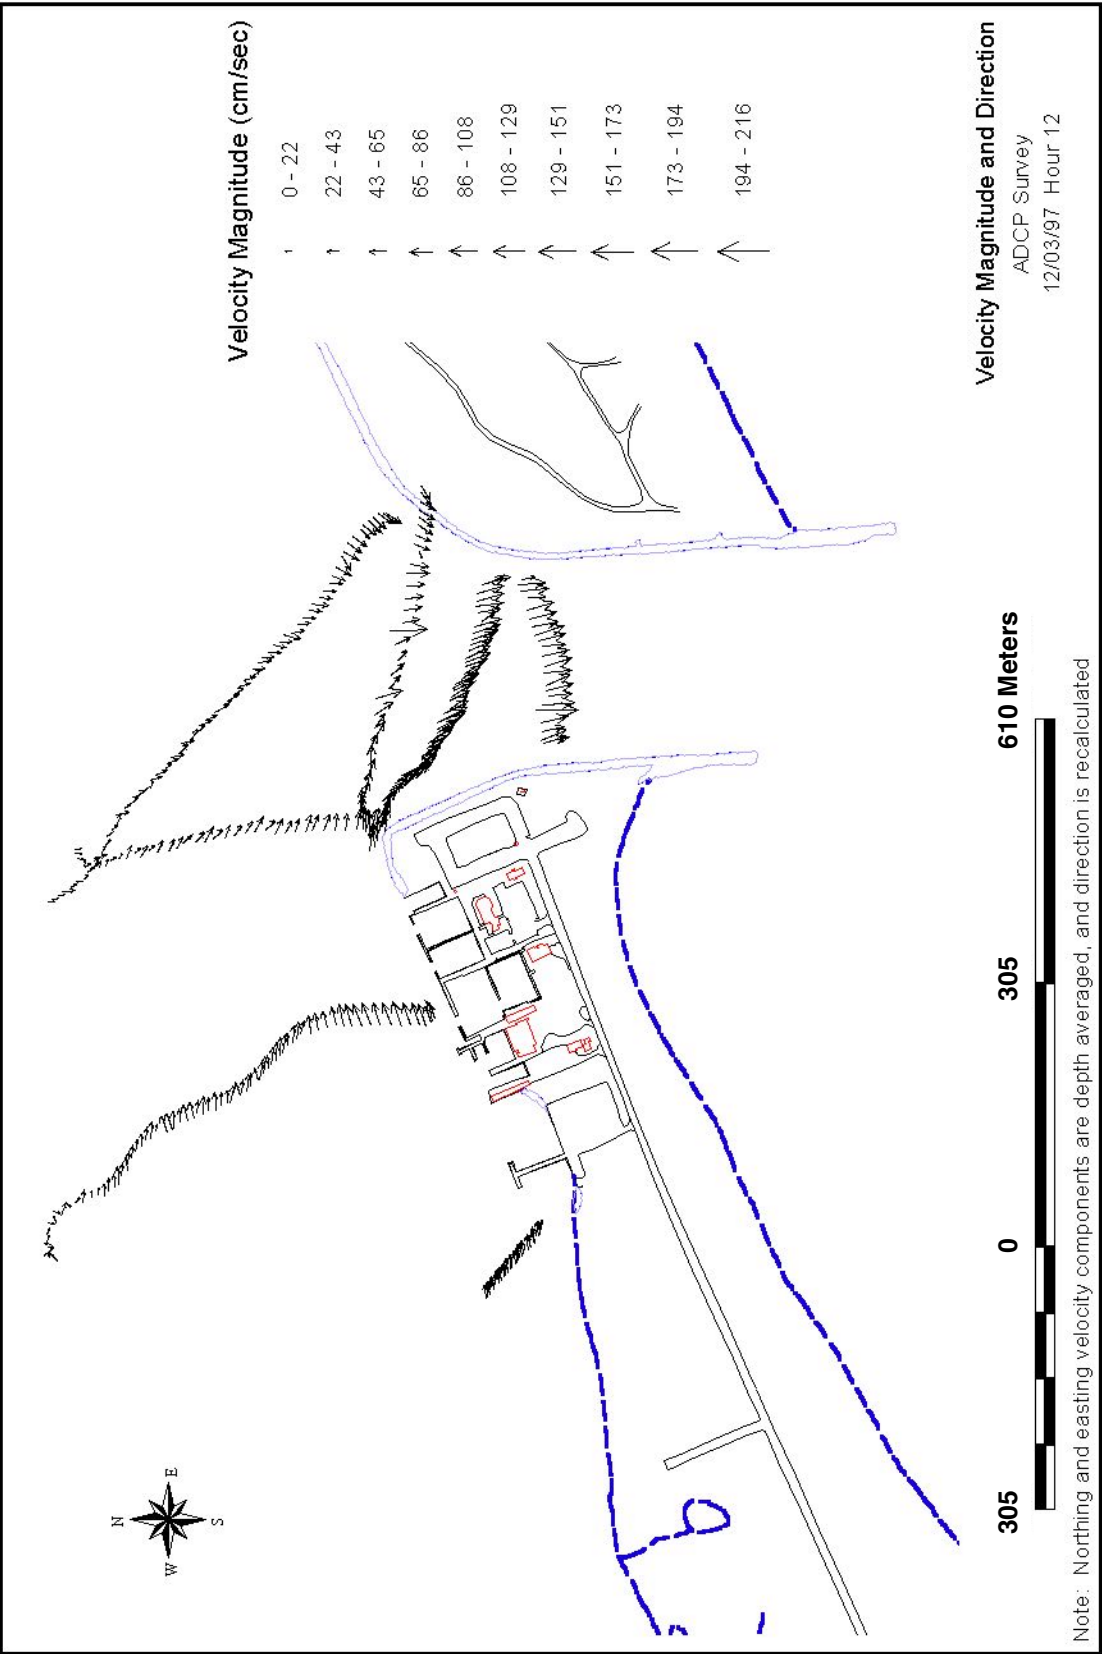 Velocity Magnitude (cm/sec)
0 - 22
22 - 43
43 - 65
65 - 86
86 - 108
108 - 129
129 - 151
151 - 173
173 - 194
194 - 216
N
W
E
S
Velocity Magnitude and Direction
ADCP Survey
12/03/97 Hour 12
305
0
305
610 Meters
Note: Northing and easting velocity components are depth averaged, and direction is recalculated